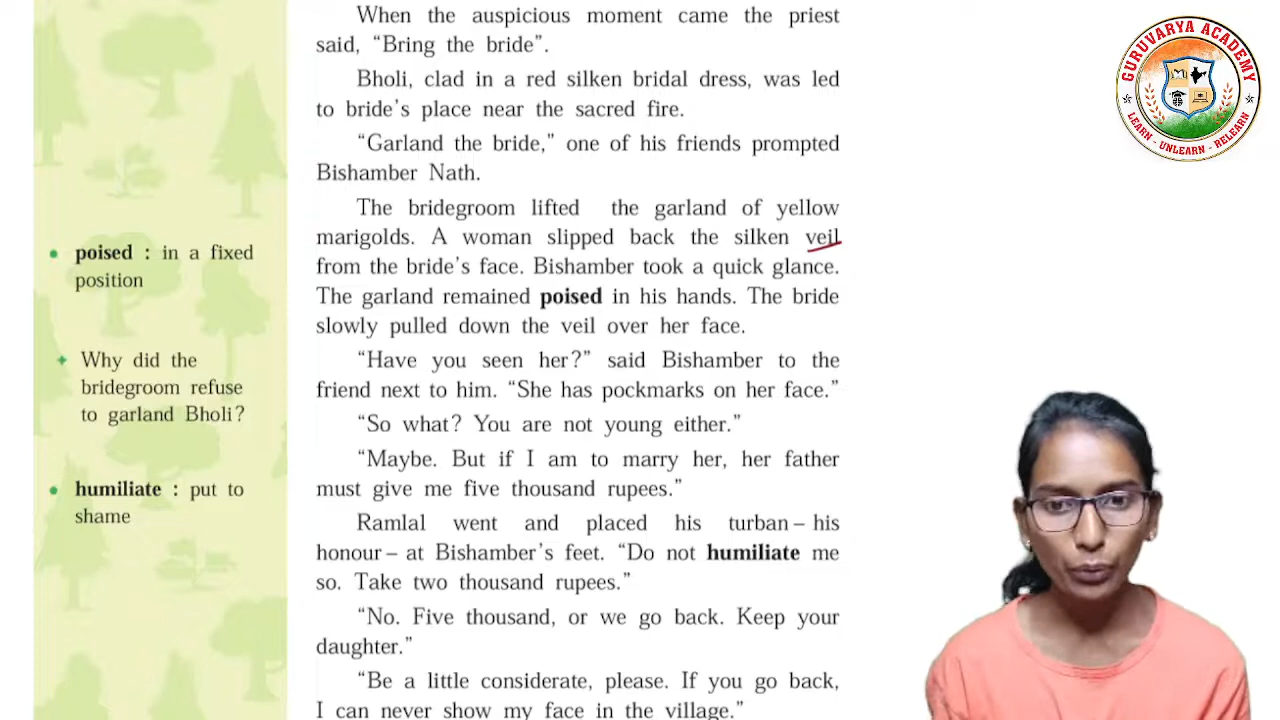 When the auspicious moment came the priest
said, “Bring the bride”.
Bholi, clad in a red silken bridal dress, was led
to bride’s place near the sacred fire.
“Garland the bride,” one of his friends prompted
Bishamber Nath.
The bridegroom lifted the garland of yellow
marigolds. A woman slipped back the silken veil
from the bride’s face. Bishamber took a quick glance.
The garland remained poised in his hands. The bride
slowly pulled down the veil over her face.
“Have you seen her?” said Bishamber to the
friend next to him. “She has pockmarks on her face.”
“So what? You are not young either.”
“Maybe. But if I am to marry her, her father
must give me five thousand rupees.”
Ramlal went and placed his turban – his
honour – at Bishamber’s feet. “Do not humiliate me
so. Take two thousand rupees.”
“No. Five thousand, or we go back. Keep your
daughter.”
“Be a little considerate, please. If you go back,
I can never show my face in the village.”
poised : in a fixed
position
Why did the
bridegroom refuse
to garland Bholi?
humiliate : put to
shame
GURUVARYA ACADEMY
LEARN - UNLEARN - RELEARN